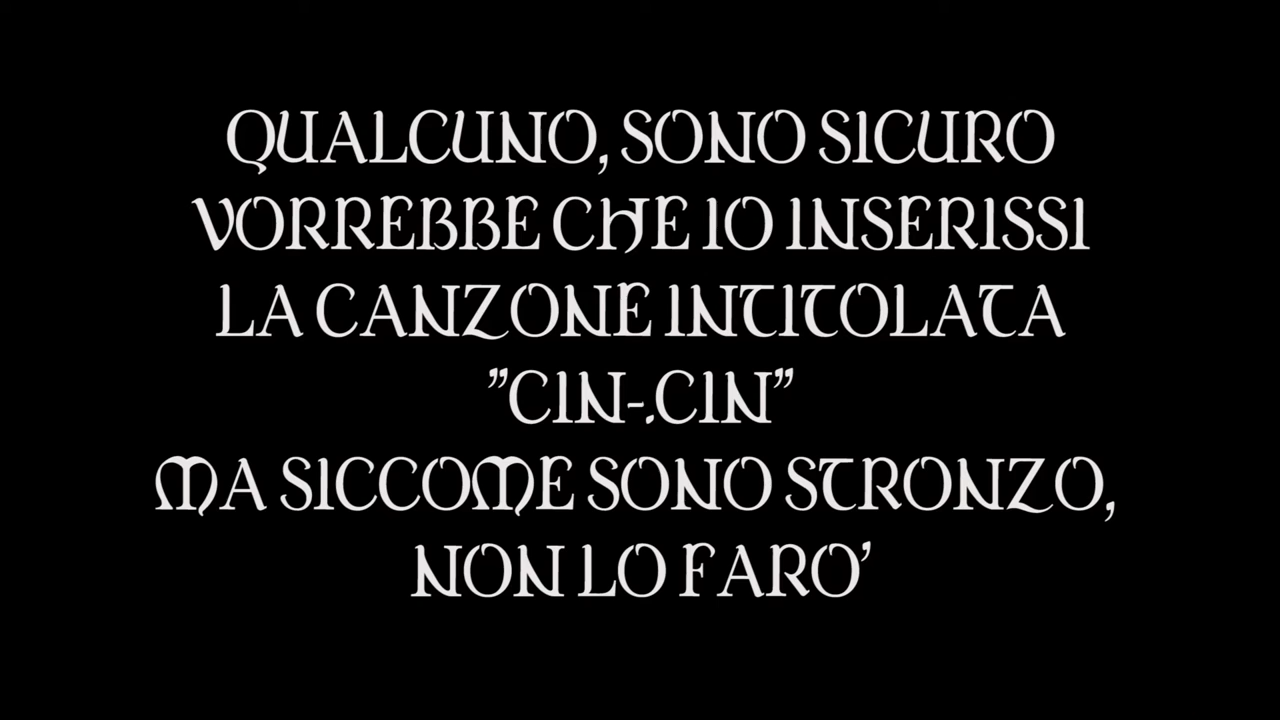 QUALCUNO, SONO SICURO
VORREBBE CHE IO INSERISSI
LA CANZONE INTITOLATA
"CIN-.CIN"
MA SICCOME SONO STRONZO,
NON LO FARO'